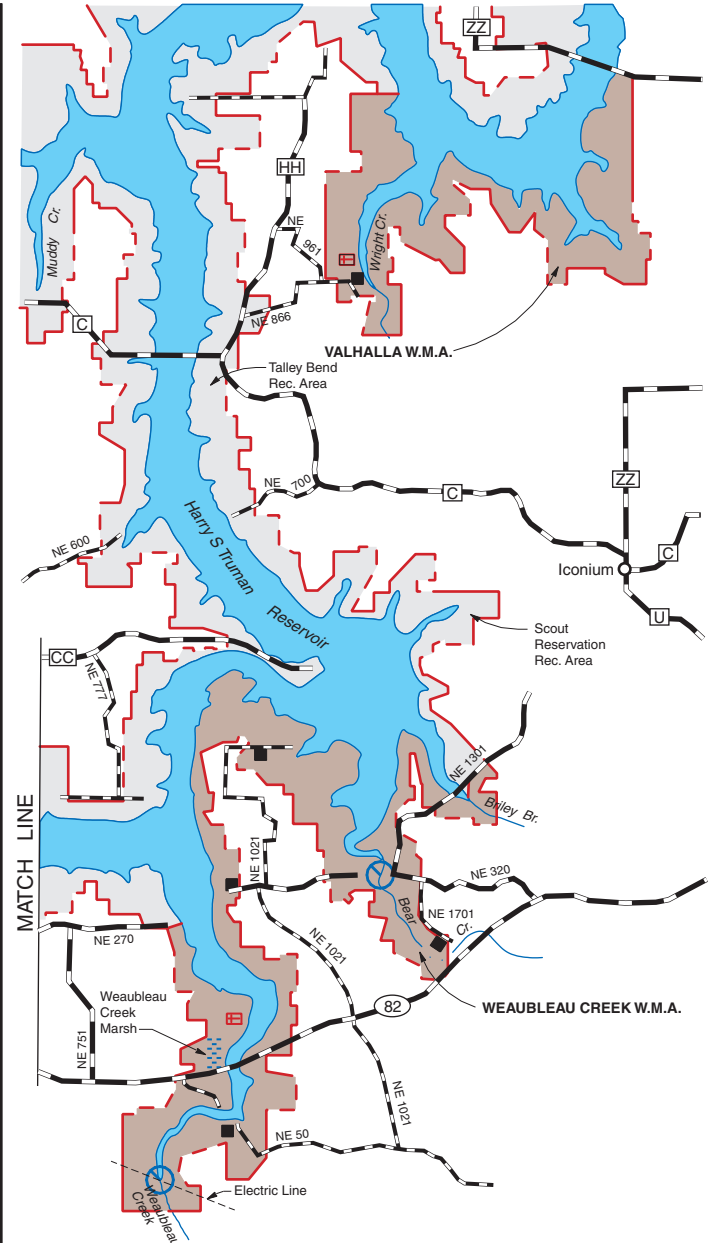 ZZ
HH
NE
961
Muddy Cr.
Wright Cr.
C
NE 866
VALHALLA W.M.A.
Talley Bend
Rec. Area
ZZ
NE 700
C
Harry S Truman
Reservoir
NE 600
C
Iconium
U
Scout
Reservation
Rec. Area
CC
NE 777
NE 1301
Briley Br.
MATCH LINE
NE 1021
NE 320
Bear
Cr.
NE 1701
NE 270
NE 1021
Weaubleau
Creek
Marsh
82
WEAUBLEAU CREEK W.M.A.
NE 751
NE 1021
NE 50
Electric Line
Weaubleau
Creek